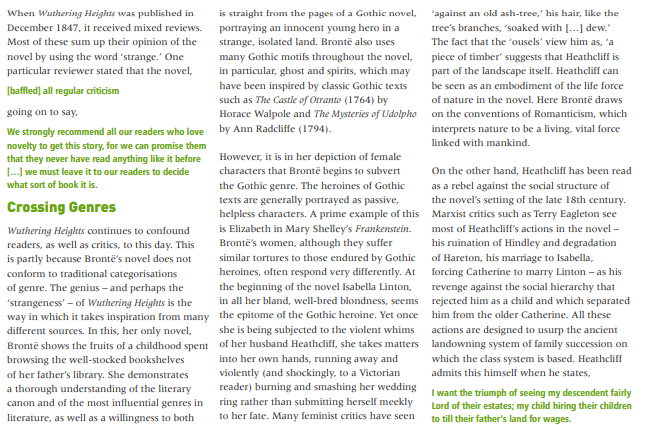 When Wuthering Heights was published in
December 1847, it received mixed reviews.
Most of these sum up their opinion of the
novel by using the word ‘strange.’ One
particular reviewer stated that the novel,
[baffled] all regular criticism
going on to say,
We strongly recommend all our readers who love
novelty to get this story, for we can promise them
that they never have read anything like it before
[...] we must leave it to our readers to decide
what sort of book it is.
Crossing Genres
Wuthering Heights continues to confound
readers, as well as critics, to this day. This
is partly because Brontë’s novel does not
conform to traditional categorisations
of genre. The genius – and perhaps the
‘strangeness’ – of Wuthering Heights is the
way in which it takes inspiration from many
different sources. In this, her only novel,
Brontë shows the fruits of a childhood spent
browsing the well-stocked bookshelves
of her father’s library. She demonstrates
a thorough understanding of the literary
canon and of the most influential genres in
literature, as well as a willingness to both
is straight from the pages of a Gothic novel,
portraying an innocent young hero in a
strange, isolated land. Brontë also uses
many Gothic motifs throughout the novel,
in particular, ghost and spirits, which may
have been inspired by classic Gothic texts
such as The Castle of Otranto (1764) by
Horace Walpole and The Mysteries of Udolpho
by Ann Radcliffe (1794).
However, it is in her depiction of female
characters that Brontë begins to subvert
the Gothic genre. The heroines of Gothic
texts are generally portrayed as passive,
helpless characters. A prime example of this
is Elizabeth in Mary Shelley’s Frankenstein.
Brontë’s women, although they suffer
similar tortures to those endured by Gothic
heroines, often respond very differently. At
the beginning of the novel Isabella Linton,
in all her bland, well-bred blondness, seems
the epitome of the Gothic heroine. Yet once
she is being subjected to the violent whims
of her husband Heathcliff, she takes matters
into her own hands, running away and
violently (and shockingly, to a Victorian
reader) burning and smashing her wedding
ring rather than submitting herself meekly
to her fate. Many feminist critics have seen
‘against an old ash-tree,’ his hair, like the
tree’s branches, ‘soaked with [...] dew.’
The fact that the ‘ousels’ view him as, ‘a
piece of timber’ suggests that Heathcliff is
part of the landscape itself. Heathcliff can
be seen as an embodiment of the life force
of nature in the novel. Here Brontë draws
on the conventions of Romanticism, which
interprets nature to be a living, vital force
linked with mankind.
On the other hand, Heathcliff has been read
as a rebel against the social structure of
the novel’s setting of the late 18th century.
Marxist critics such as Terry Eagleton see
most of Heathcliff’s actions in the novel –
his ruination of Hindley and degradation
of Hareton, his marriage to Isabella,
forcing Catherine to marry Linton – as his
revenge against the social hierarchy that
rejected him as a child and which separated
him from the older Catherine. All these
actions are designed to usurp the ancient
landowning system of family succession on
which the class system is based. Heathcliff
admits this himself when he states,
I want the triumph of seeing my descendent fairly
Lord of their estates; my child hiring their children
to till their father’s land for wages.